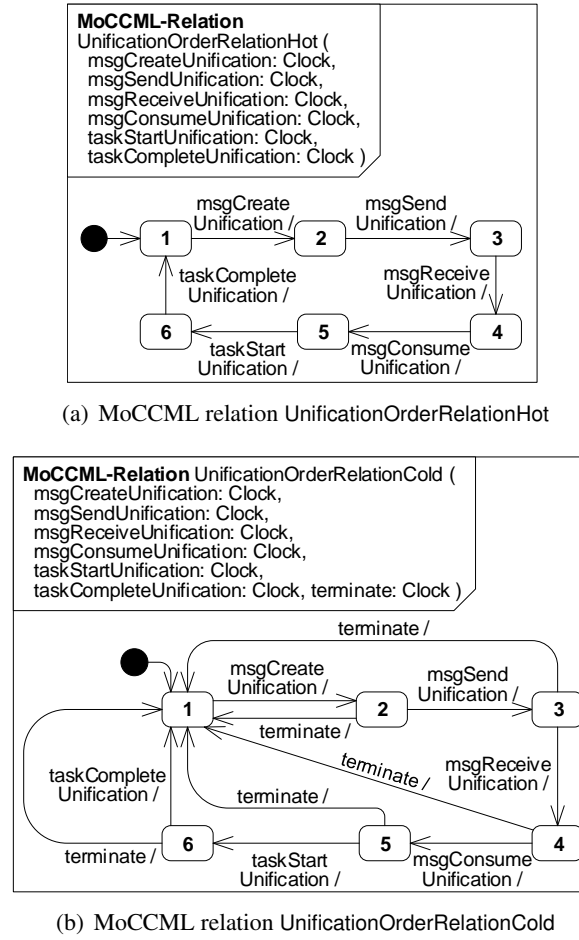 MoCCML-Relation
UnificationOrderRelationHot (
msgCreateUnification: Clock,
msgSendUnification: Clock,
msgReceiveUnification: Clock,
msgConsumeUnification: Clock,
taskStartUnification: Clock,
taskCompleteUnification: Clock )
msgCreate
Unification /
msgSend
Unification /
1
2
3
taskComplete
Unification /
msgReceive
Unification /
6
5
4
taskStart
Unification /
msgConsume
Unification /
(a) MoCCML relation UnificationOrderRelationHot
MoCCML-Relation UnificationOrderRelationCold (
msgCreateUnification: Clock,
msgSendUnification: Clock,
msgReceiveUnification: Clock,
msgConsumeUnification: Clock,
taskStartUnification: Clock,
taskCompleteUnification: Clock, terminate: Clock )
terminate /
msgCreate
Unification /
msgSend
Unification /
1
2
3
terminate /
terminate /
taskComplete
Unification /
msgReceive
Unification /
terminate /
6
5
4
terminate /
taskStart
Unification /
msgConsume
Unification /
(b) MoCCML relation UnificationOrderRelationCold